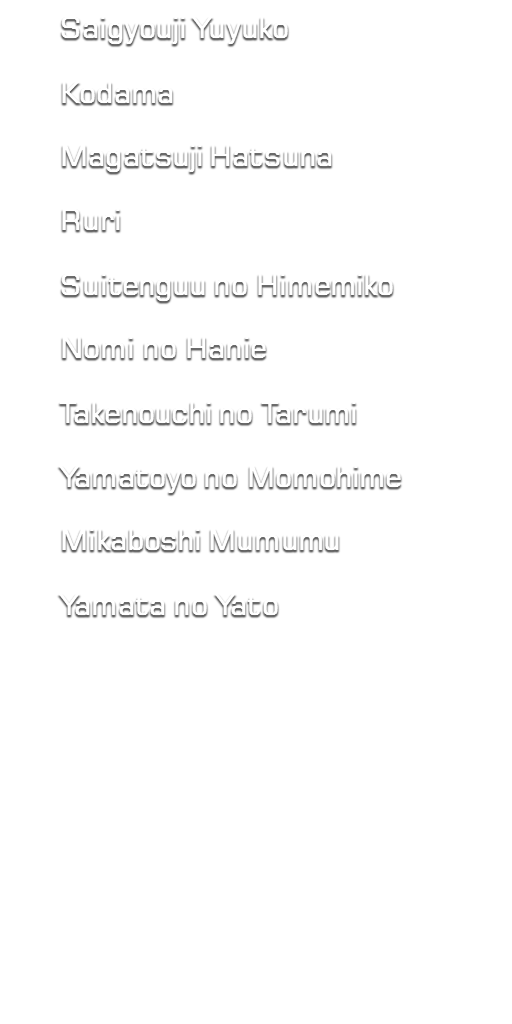 Saigyouji Yuyuko
Kodama
Magatsuji Hatsuna
Ruri
Suitenguu no Himemiko
Nomi no Hanie
Takenouchi no Tarumi
Yamatoyo no Momohime
Mikaboshi Mumumu
Yamata no Yato